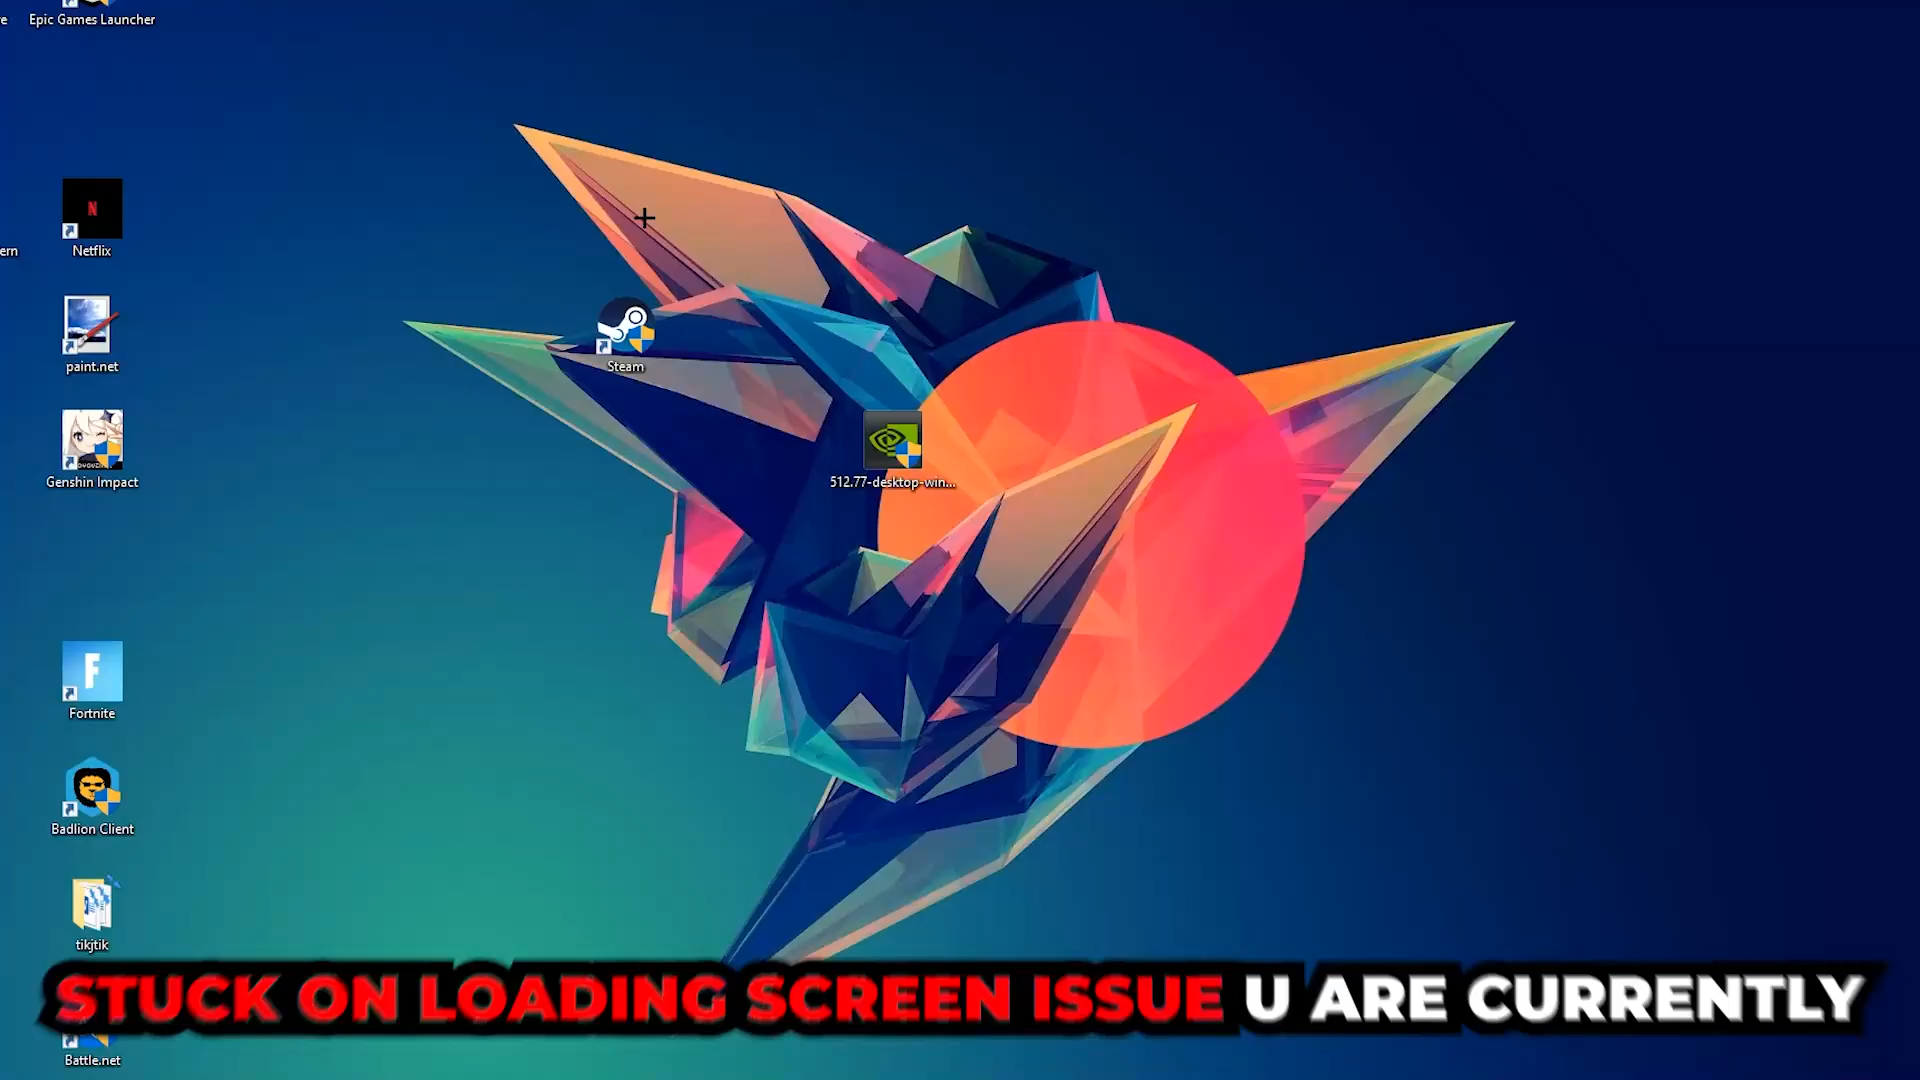 Epic Games Launcher
Netflix
ern
paint.net
Steam
Genshin Impact
512.77-desktop-win...
F
Fortnite
Badlion Client
tikjtik
STUCK ON LOADING SCREEN ISSUE U ARE CURRENTLY
Battle.net